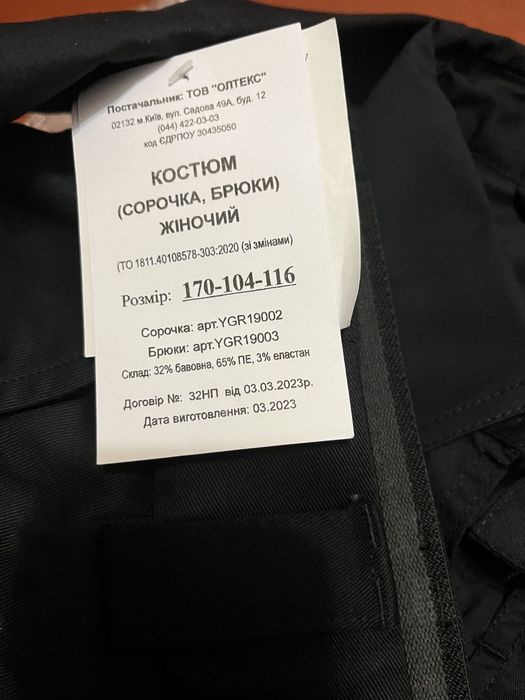 Постачальник: ТОВ "ОЛТЕКС"
02132 м.Київ, вул. Садова 49А, буд. 12
(044) 422-03-03
код ЄДРПОУ 30435050
КОСТЮМ
(СОРОЧКА, БРЮКИ)
ЖІНОЧИЙ
(ТО 1811.40108578-303:2020 (зі змінами)
Розмір: 170-104-116
Сорочка: арт.YGR19002
Брюки: арт.YGR19003
Склад: 32% бавовна, 65% ПЕ, 3% еластан
Договір №: 32НП від 03.03.2023р.
Дата виготовлення: 03.2023